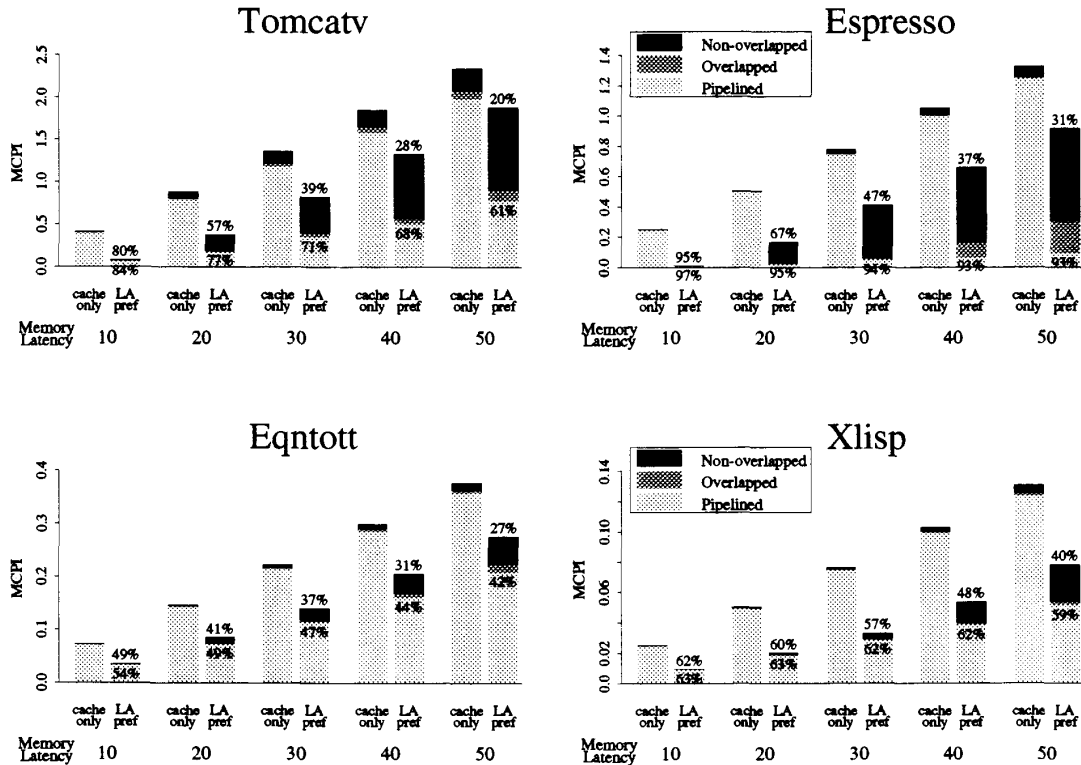 Tomcatv
MCPI
2.5
2.0
1.5
1.0
0.5
0.0
80%
84%
57%
77%
39%
71%
28%
68%
20%
61%
cache only
LA pref
cache only
LA pref
cache only
LA pref
cache only
LA pref
cache only
LA pref
Memory Latency
10
20
30
40
50
Espresso
Non-overlapped
Overlapped
Pipelined
MCPI
1.4
1.2
1.0
0.8
0.6
0.4
0.2
0.0
95%
97%
67%
95%
47%
94%
37%
93%
31%
93%
cache only
LA pref
cache only
LA pref
cache only
LA pref
cache only
LA pref
cache only
LA pref
Memory Latency
10
20
30
40
50
Eqntott
MCPI
0.4
0.3
0.2
0.1
0.0
49%
54%
41%
49%
37%
47%
31%
44%
27%
42%
cache only
LA pref
cache only
LA pref
cache only
LA pref
cache only
LA pref
cache only
LA pref
Memory Latency
10
20
30
40
50
Xlisp
Non-overlapped
Overlapped
Pipelined
MCPI
0.14
0.10
0.06
0.02
0.0
62%
63%
60%
63%
57%
62%
48%
62%
40%
59%
cache only
LA pref
cache only
LA pref
cache only
LA pref
cache only
LA pref
cache only
LA pref
Memory Latency
10
20
30
40
50